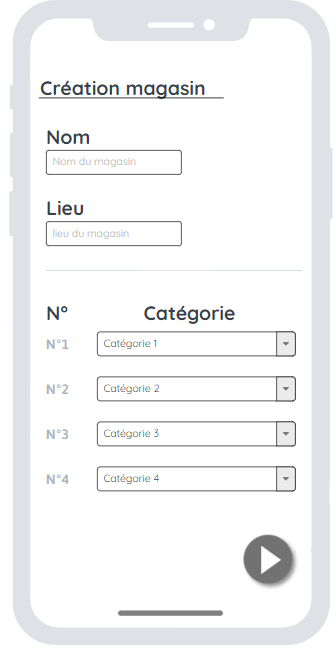 Création magasin
Nom
Nom du magasin
Lieu
lieu du magasin
N° Catégorie
N°1 Catégorie 1
N°2 Catégorie 2
N°3 Catégorie 3
N°4 Catégorie 4